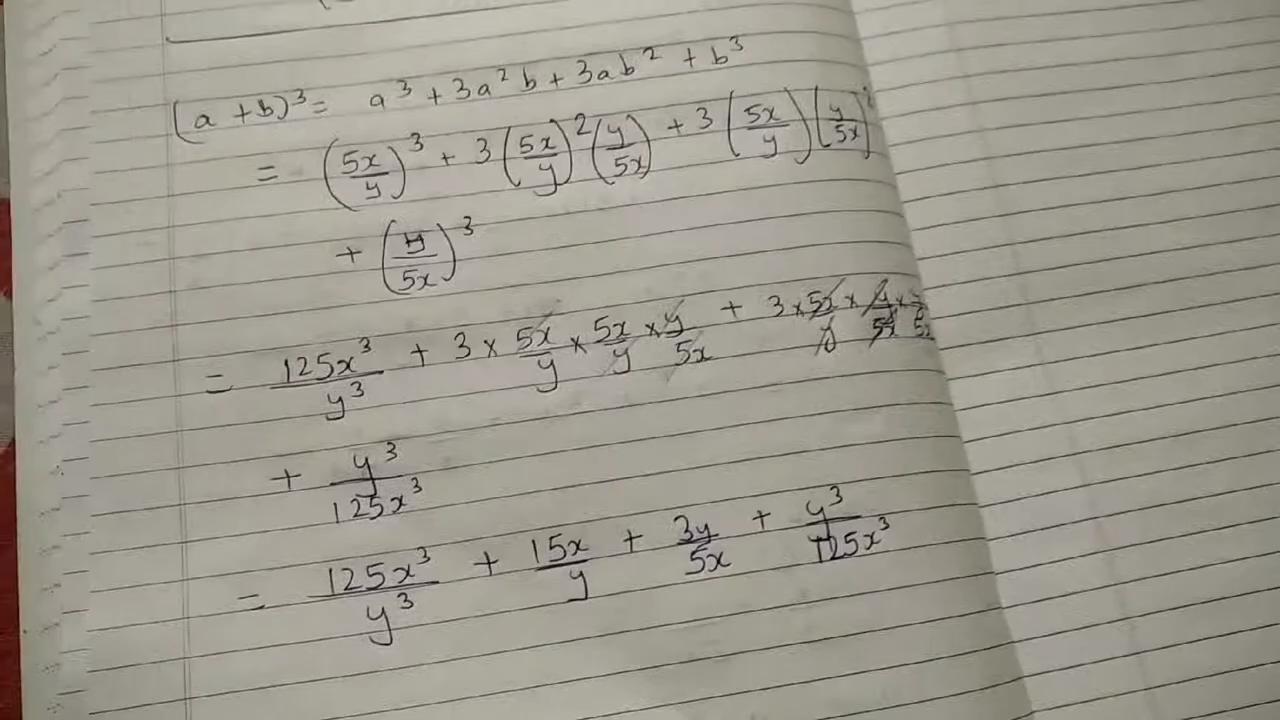 (a + b)³ = a³ + 3a²b + 3ab² + b³
= (5x/y)³ + 3(5x/y)²(y/5x) + 3(5x/y)(y/5x)²
+ (y/5x)³
= 125x³/y³ + 3 × 5x/y × 5x/y × y/5x + 3 × 5x/y × y/5x × y/5x
+ y³/125x³
= 125x³/y³ + 15x/y + 3y/5x + y³/125x³